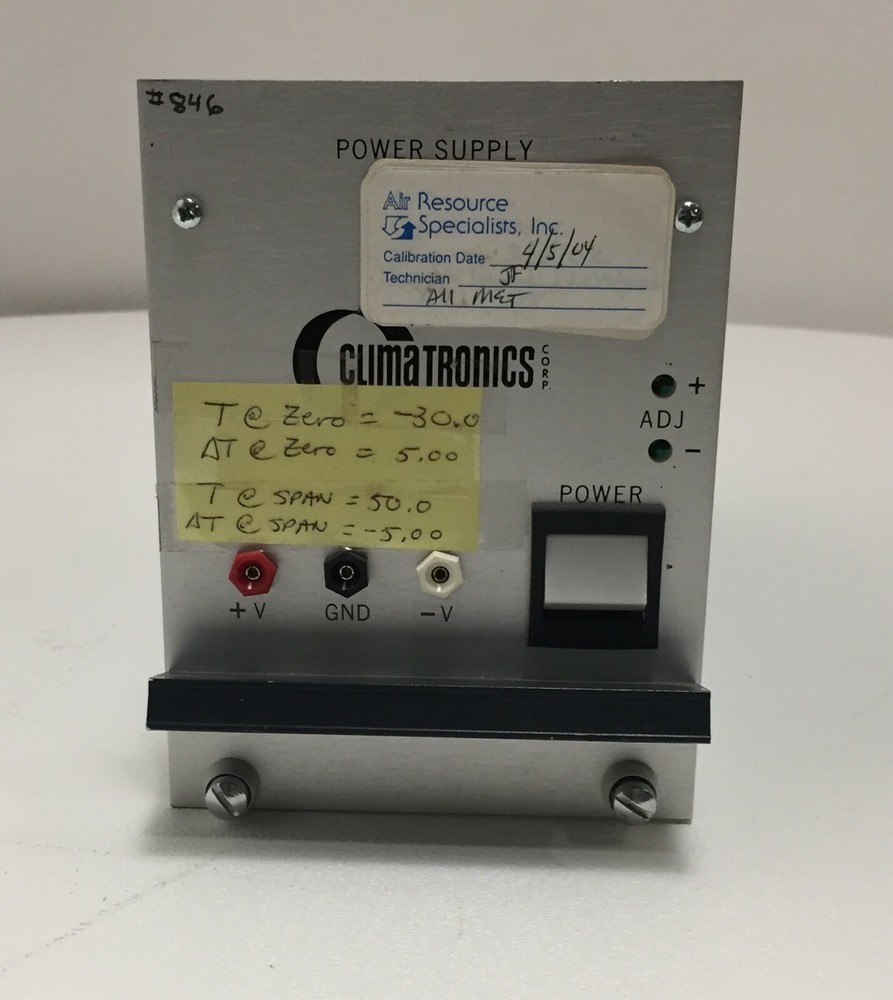 #846
POWER SUPPLY
Air Resource
Specialists, Inc.
Calibration Date 4/5/04
Technician JF
All MET
CLIMATRONICS CORP.
T @ Zero = -30.0
ΔT @ Zero = 5.00
T @ SPAN = 50.0
ΔT @ SPAN = -5.00
+
ADJ
-
POWER
+V GND -V